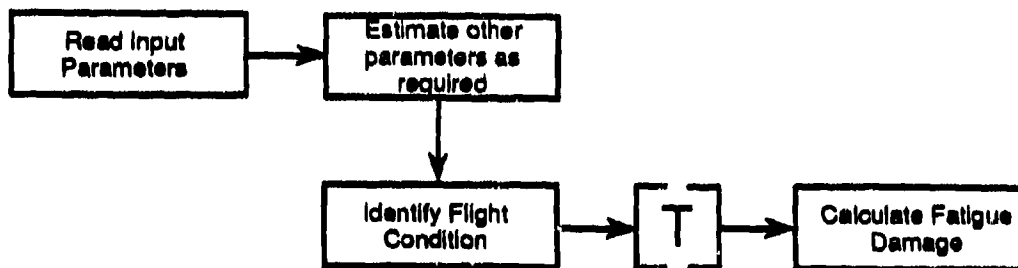 Read Input
Parameters
Estimate other
parameters as
required
Identify Flight
Condition
T
Calculate Fatigue
Damage